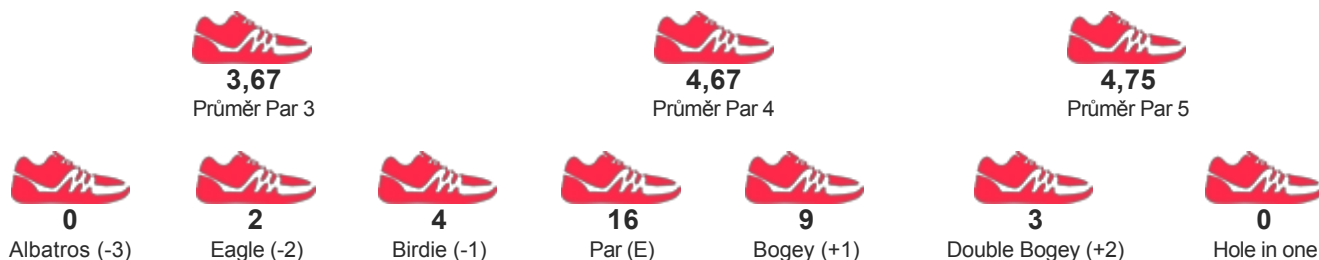 3,67
Průměr Par 3
4,67
Průměr Par 4
4,75
Průměr Par 5
0
Albatros (-3)
2
Eagle (-2)
4
Birdie (-1)
16
Par (E)
9
Bogey (+1)
3
Double Bogey (+2)
0
Hole in one